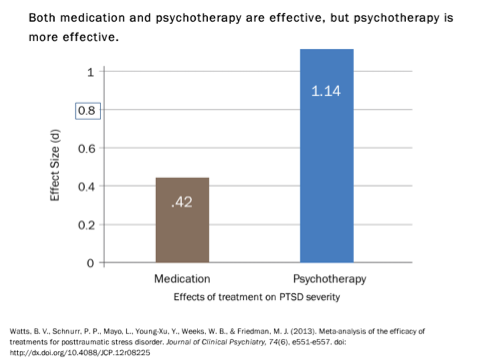 Both medication and psychotherapy are effective, but psychotherapy is
more effective.
1
0.8
0.6
0.4
0.2
0
Effect Size (d)
.42
1.14
Medication
Psychotherapy
Effects of treatment on PTSD severity
Watts, B. V., Schnurr, P. P., Mayo, L., Young-Xu, Y., Weeks, W. B., & Friedman, M. J. (2013). Meta-analysis of the efficacy of
treatments for posttraumatic stress disorder. Journal of Clinical Psychiatry, 74(6), e551-e557. doi:
http://dx.doi.org/10.4088/JCP.12r08225